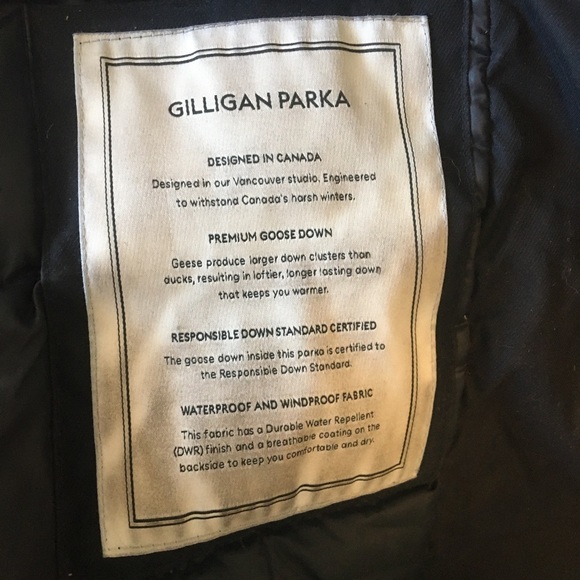 GILLIGAN PARKA
DESIGNED IN CANADA
Designed in our Vancouver studio. Engineered
to withstand Canada's harsh winters.
PREMIUM GOOSE DOWN
Geese produce larger down clusters than
ducks, resulting in loftier, longer lasting down
that keeps you warmer.
RESPONSIBLE DOWN STANDARD CERTIFIED
The goose down inside this parka is certified to
the Responsible Down Standard.
WATERPROOF AND WINDPROOF FABRIC
This fabric has a Durable Water Repellent
(DWR) finish and a breathable coating on the
backside to keep you comfortable and dry.